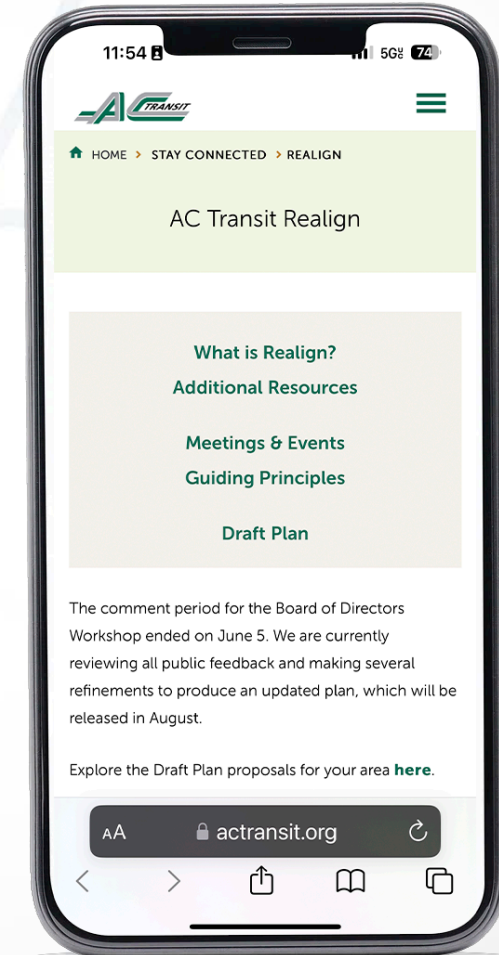 11:54
5G
74
AC TRANSIT
HOME > STAY CONNECTED > REALIGN
AC Transit Realign
What is Realign?
Additional Resources
Meetings & Events
Guiding Principles
Draft Plan
The comment period for the Board of Directors
Workshop ended on June 5. We are currently
reviewing all public feedback and making several
refinements to produce an updated plan, which will be
released in August.
Explore the Draft Plan proposals for your area here.
AA
actransit.org